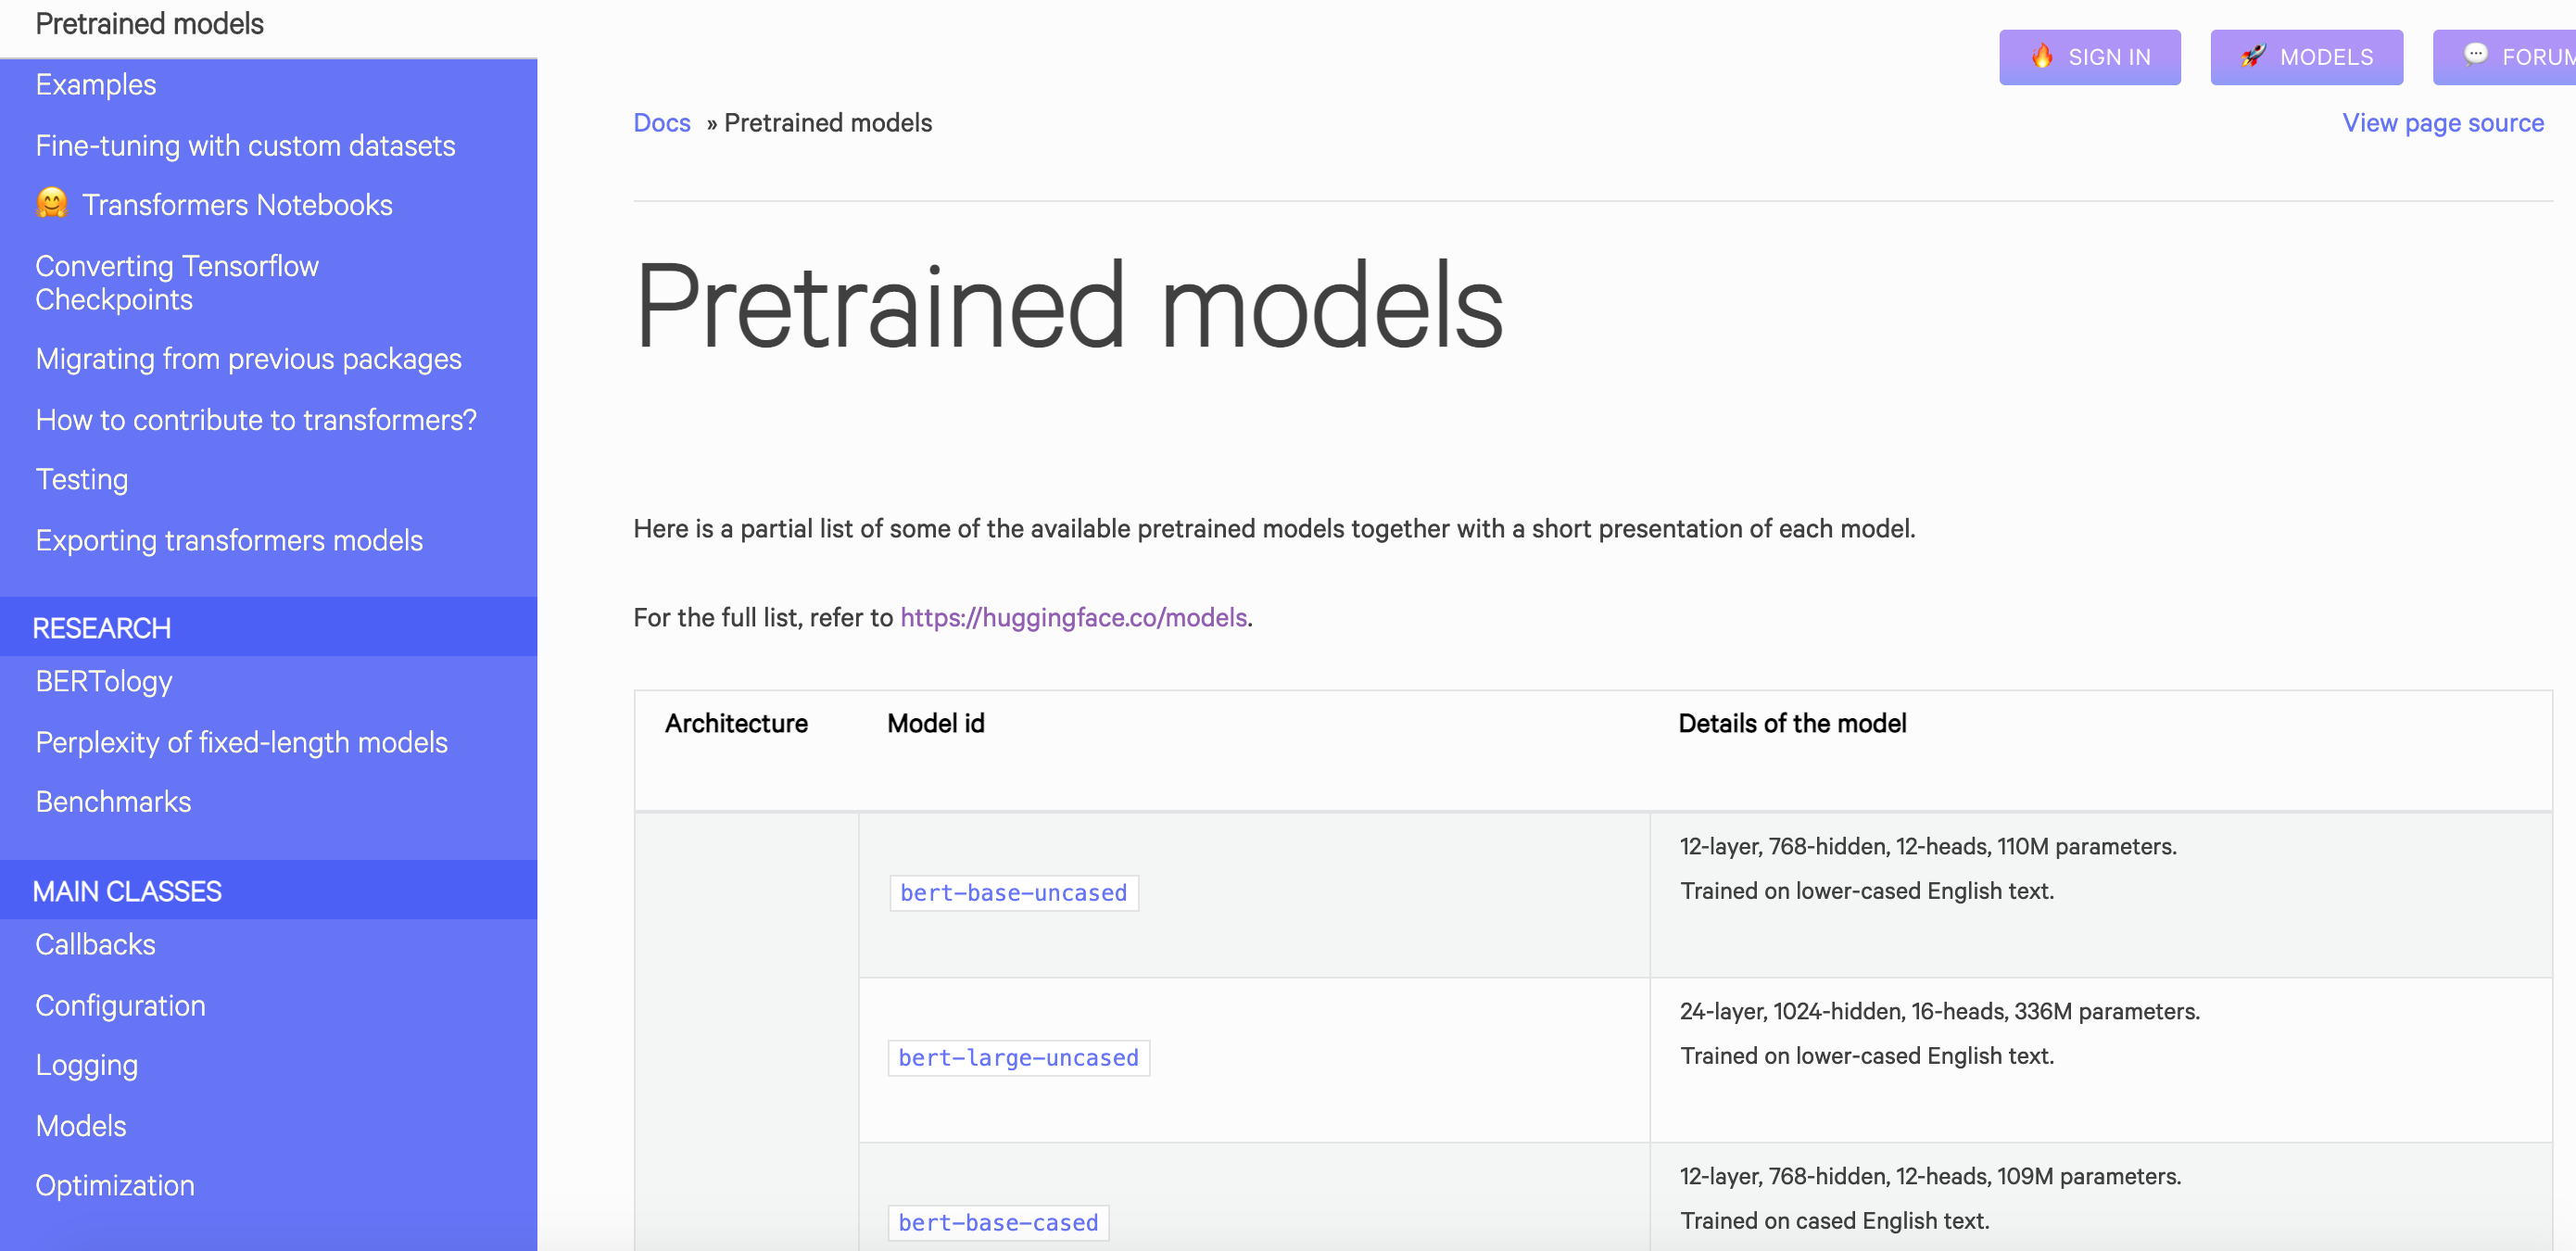 Pretrained models
Examples
Fine-tuning with custom datasets
🤗 Transformers Notebooks
Converting Tensorflow
Checkpoints
Migrating from previous packages
How to contribute to transformers?
Testing
Exporting transformers models
RESEARCH
BERTology
Perplexity of fixed-length models
Benchmarks
MAIN CLASSES
Callbacks
Configuration
Logging
Models
Optimization
🔥 SIGN IN
🚀 MODELS
💬 FORUM
Docs » Pretrained models
View page source
Pretrained models
Here is a partial list of some of the available pretrained models together with a short presentation of each model.
For the full list, refer to https://huggingface.co/models.
Architecture Model id Details of the model
bert-base-uncased
12-layer, 768-hidden, 12-heads, 110M parameters.
Trained on lower-cased English text.
bert-large-uncased
24-layer, 1024-hidden, 16-heads, 336M parameters.
Trained on lower-cased English text.
bert-base-cased
12-layer, 768-hidden, 12-heads, 109M parameters.
Trained on cased English text.